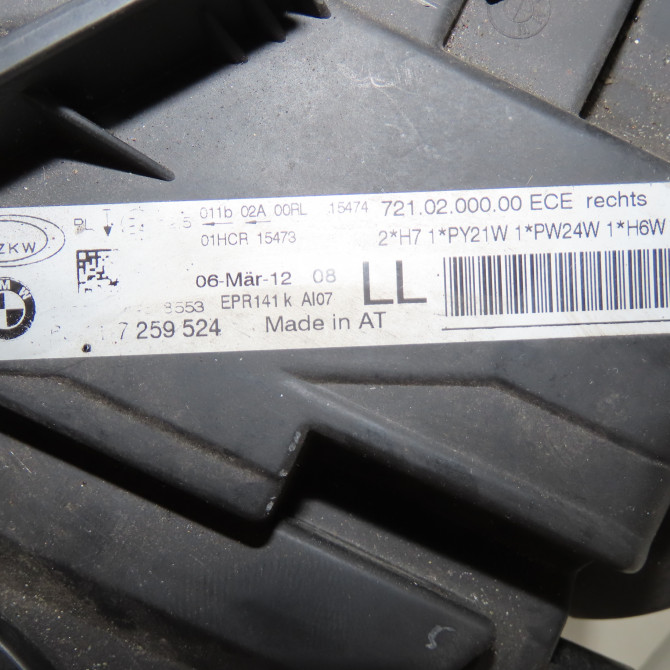 011b 02A 00RL 15474 721.02.000.00 ECE rechts
ZKW
01HCR 15473 2*H7 1*PY21W 1*PW24W 1*H6W
06-Mär-12 08
LL
BMW
EPR141 k AI07
7 259 524 Made in AT